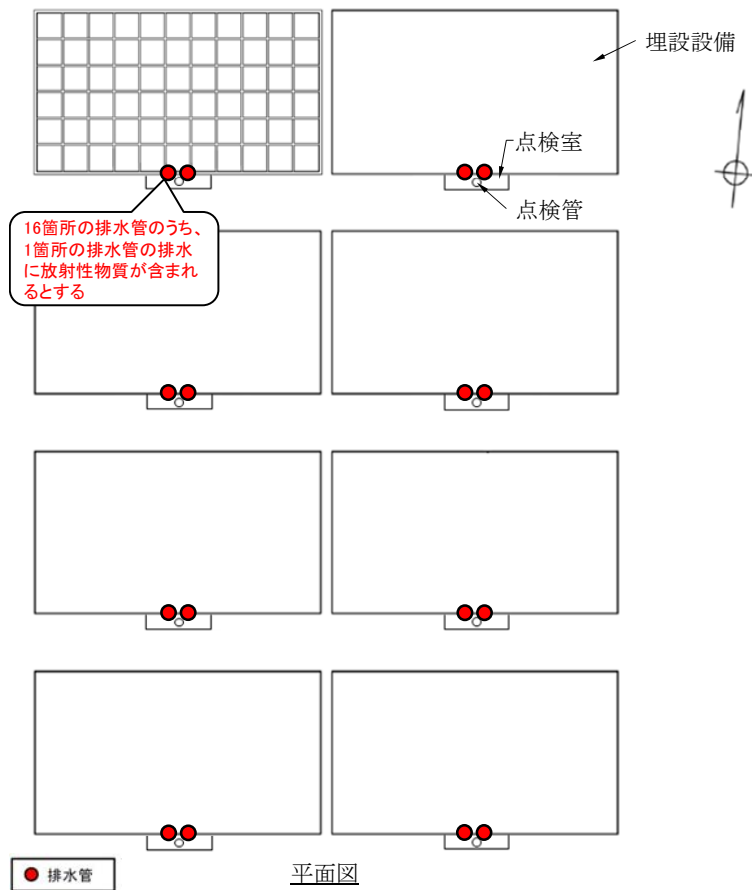 埋設設備
点検室
点検管
16箇所の排水管のうち、
1箇所の排水管の排水
に放射性物質が含まれ
るとする
排水管
平面図